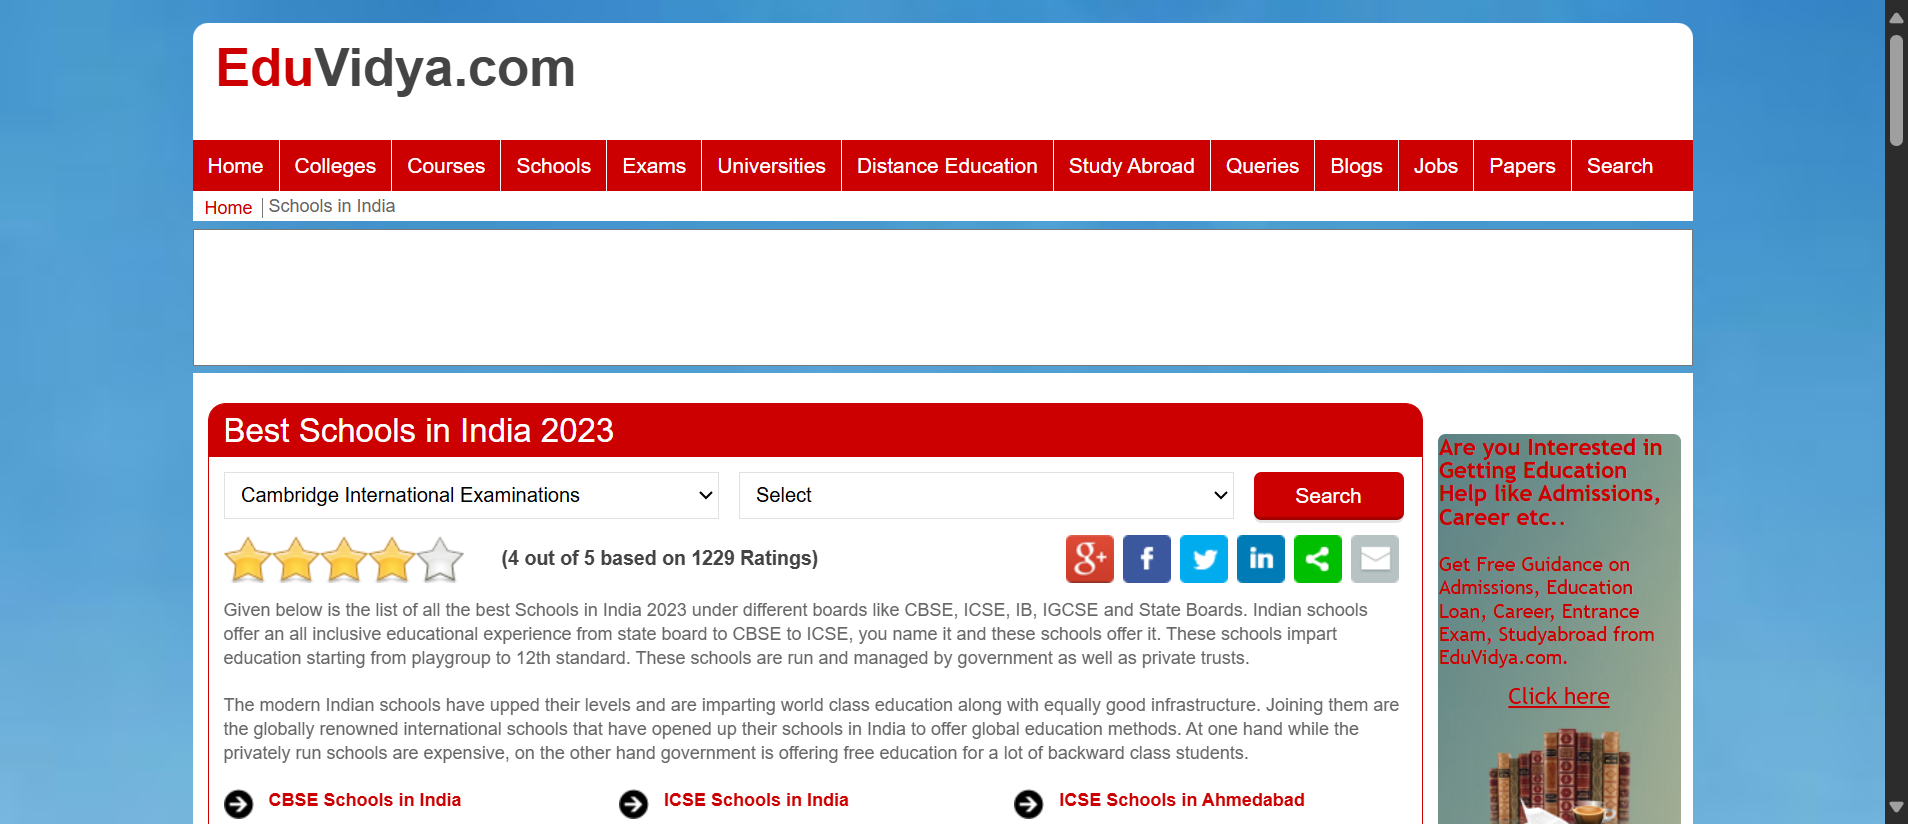 EduVidya.com
Home Colleges Courses Schools Exams Universities Distance Education Study Abroad Queries Blogs Jobs Papers Search
Home Schools in India
Best Schools in India 2023
Cambridge International Examinations Select Search
(4 out of 5 based on 1229 Ratings)
Given below is the list of all the best Schools in India 2023 under different boards like CBSE, ICSE, IB, IGCSE and State Boards. Indian schools
offer an all inclusive educational experience from state board to CBSE to ICSE, you name it and these schools offer it. These schools impart
education starting from playgroup to 12th standard. These schools are run and managed by government as well as private trusts.
The modern Indian schools have upped their levels and are imparting world class education along with equally good infrastructure. Joining them are
the globally renowned international schools that have opened up their schools in India to offer global education methods. At one hand while the
privately run schools are expensive, on the other hand government is offering free education for a lot of backward class students.
CBSE Schools in India ICSE Schools in India ICSE Schools in Ahmedabad
Are you Interested in
Getting Education
Help like Admissions,
Career etc..
Get Free Guidance on
Admissions, Education
Loan, Career, Entrance
Exam, Studyabroad from
EduVidya.com.
Click here